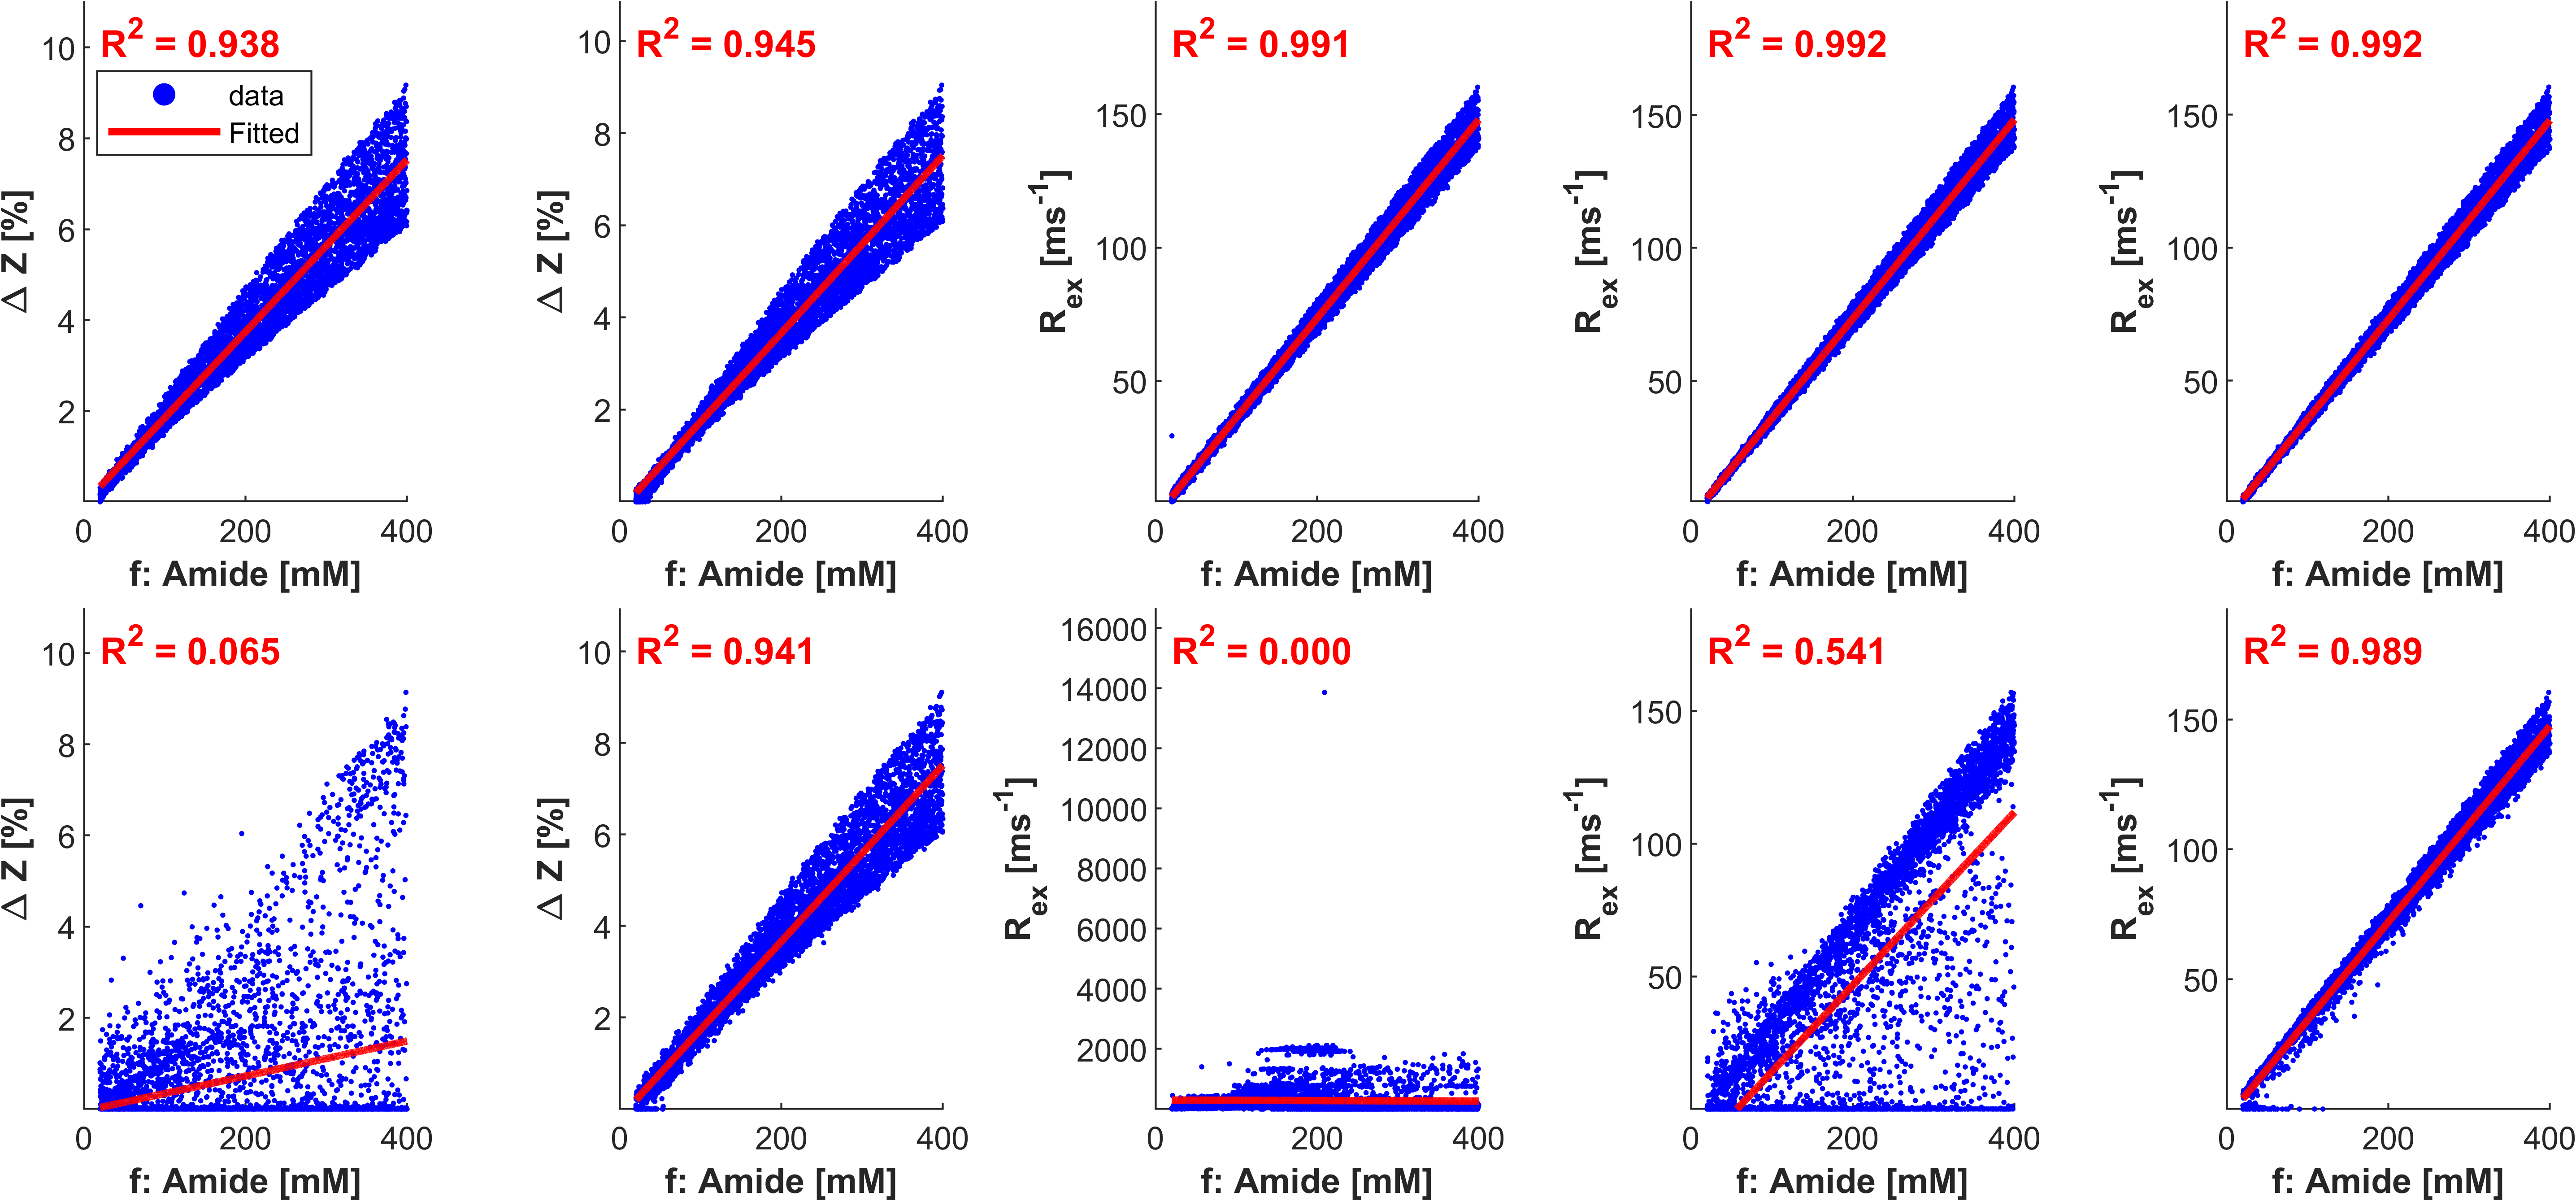 R² = 0.938
data
Fitted
10
8
6
4
2
0 200 400
Δ Z [%]
f: Amide [mM]
R² = 0.945
10
8
6
4
2
0 200 400
Δ Z [%]
f: Amide [mM]
R² = 0.991
150
100
50
0 200 400
R_ex [ms⁻¹]
f: Amide [mM]
R² = 0.992
150
100
50
0 200 400
R_ex [ms⁻¹]
f: Amide [mM]
R² = 0.992
150
100
50
0 200 400
R_ex [ms⁻¹]
f: Amide [mM]
R² = 0.065
10
8
6
4
2
0 200 400
Δ Z [%]
f: Amide [mM]
R² = 0.941
10
8
6
4
2
0 200 400
Δ Z [%]
f: Amide [mM]
R² = 0.000
16000
14000
12000
10000
8000
6000
4000
2000
0 200 400
R_ex [ms⁻¹]
f: Amide [mM]
R² = 0.541
150
100
50
0 200 400
R_ex [ms⁻¹]
f: Amide [mM]
R² = 0.989
150
100
50
0 200 400
R_ex [ms⁻¹]
f: Amide [mM]